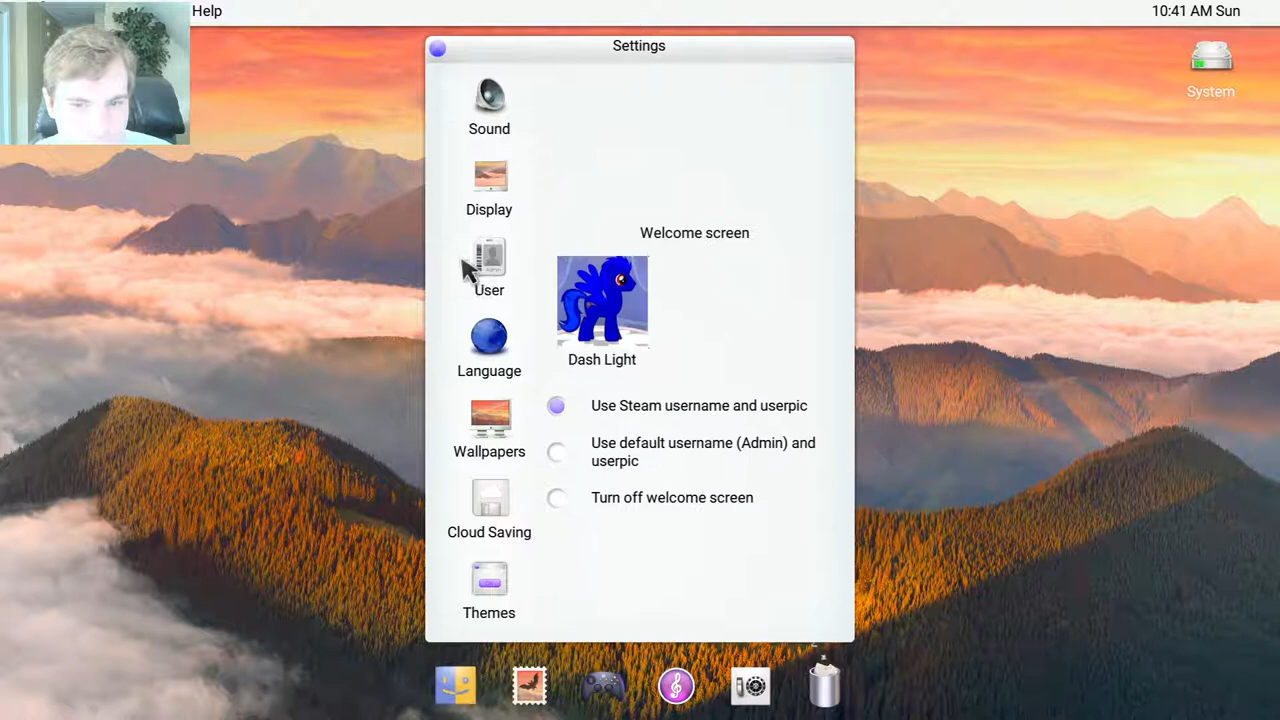 Help
10:41 AM Sun
Settings
System
Sound
Display
User
Language
Wallpapers
Cloud Saving
Themes
Welcome screen
Dash Light
Use Steam username and userpic
Use default username (Admin) and
userpic
Turn off welcome screen